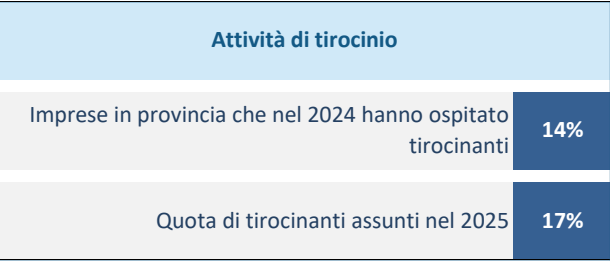 Attività di tirocinio
Imprese in provincia che nel 2024 hanno ospitato
tirocinanti
14%
Quota di tirocinanti assunti nel 2025
17%